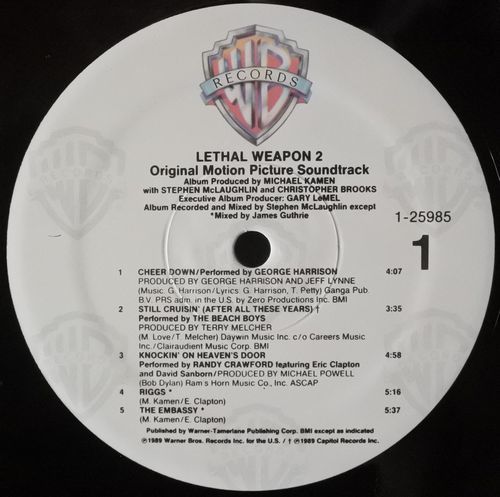 WB
RECORDS
LETHAL WEAPON 2
Original Motion Picture Soundtrack
Album Produced by MICHAEL KAMEN
with STEPHEN McLAUGHLIN and CHRISTOPHER BROOKS
Executive Album Producer: GARY LeMEL
Album Recorded and Mixed by Stephen McLaughlin except
*Mixed by James Guthrie
1-25985
1
1 CHEER DOWN/Performed by GEORGE HARRISON 4:07
PRODUCED BY GEORGE HARRISON AND JEFF LYNNE
(Music: G. Harrison/Lyrics: G. Harrison, T. Petty) Ganga Pub.
B.V. PRS adm. in the U.S. by Zero Productions Inc. BMI
2 STILL CRUISIN' (AFTER ALL THESE YEARS) † 3:35
Performed by THE BEACH BOYS
PRODUCED BY TERRY MELCHER
(M. Love/T. Melcher) Daywin Music Inc. c/o Careers Music
Inc./Clairaudient Music Corp. BMI
3 KNOCKIN' ON HEAVEN'S DOOR 4:58
Performed by RANDY CRAWFORD featuring Eric Clapton
and David Sanborn/PRODUCED BY MICHAEL POWELL
(Bob Dylan) Ram's Horn Music Co., Inc. ASCAP
4 RIGGS * 5:16
(M. Kamen/E. Clapton)
5 THE EMBASSY * 5:37
(M. Kamen/E. Clapton)
Published by Warner-Tamerlane Publishing Corp. BMI except as indicated
℗1989 Warner Bros. Records Inc. for the U.S. / † ℗1989 Capitol Records Inc.